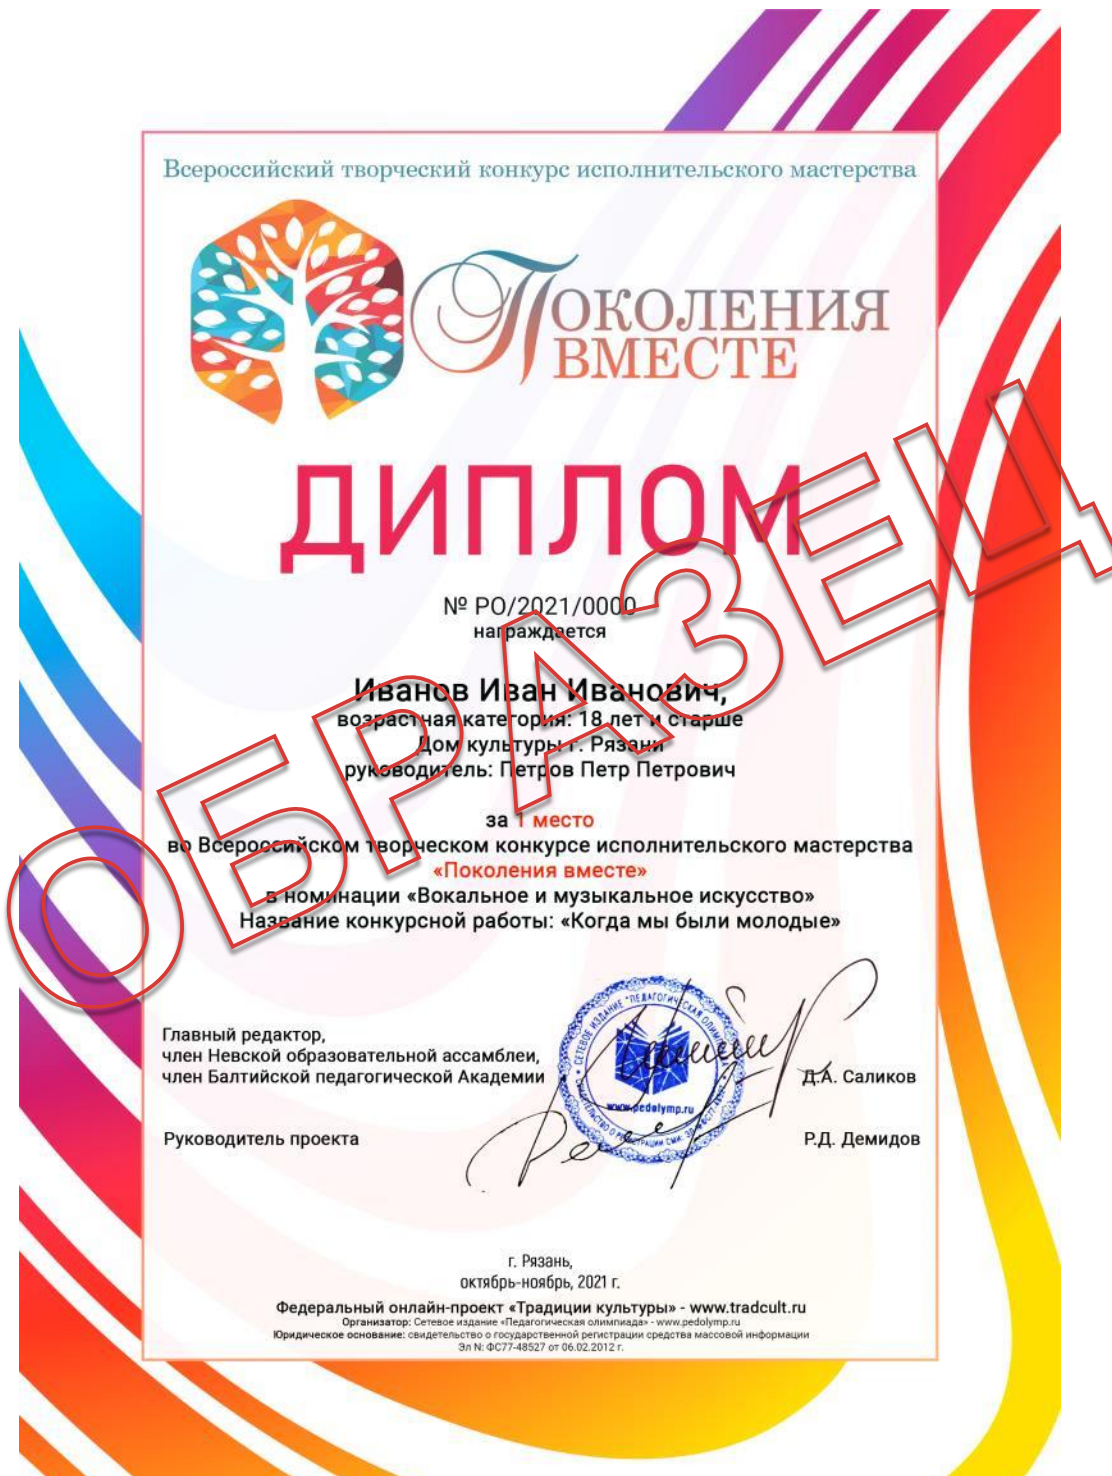 Всероссийский творческий конкурс исполнительского мастерства
ПОКОЛЕНИЯ
ВМЕСТЕ
ДИПЛОМ
№ РО/2021/0000
награждается
Иванов Иван Иванович,
возрастная категория: 18 лет и старше
Дом культуры г. Рязани
руководитель: Петров Петр Петрович
за 1 место
во Всероссийском творческом конкурсе исполнительского мастерства
«Поколения вместе»
в номинации «Вокальное и музыкальное искусство»
Название конкурсной работы: «Когда мы были молодые»
ОБРАЗЕЦ
Главный редактор,
член Невской образовательной ассамблеи,
член Балтийской педагогической Академии
Д.А. Саликов
СЕТЕВОЕ ИЗДАНИЕ "ПЕДАГОГИЧЕСКАЯ ОЛИМПИАДА
www.pedolymp.ru
Руководитель проекта
Р.Д. Демидов
г. Рязань,
октябрь-ноябрь, 2021 г.
Федеральный онлайн-проект «Традиции культуры» - www.tradcult.ru
Организатор: Сетевое издание «Педагогическая олимпиада» - www.pedolymp.ru
Юридическое основание: свидетельство о государственной регистрации средства массовой информации
Эл N: ФС77-48527 от 06.02.2012 г.